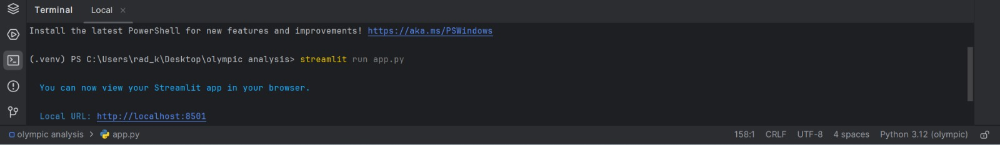 Terminal Local ×
Install the latest PowerShell for new features and improvements! https://aka.ms/PSWindows
(.venv) PS C:\Users\rad_k\Desktop\olympic analysis> streamlit run app.py
You can now view your Streamlit app in your browser.
Local URL: http://localhost:8501
olympic analysis > app.py 158:1 CRLF UTF-8 4 spaces Python 3.12 (olympic)